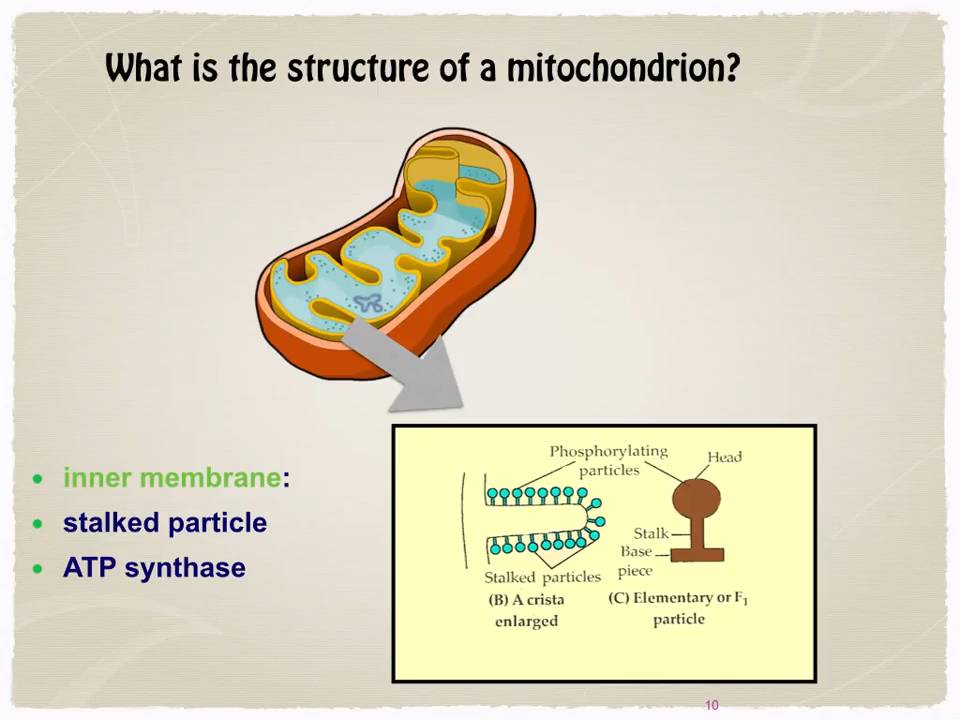 What is the structure of a mitochondrion?
• inner membrane:
• stalked particle
• ATP synthase
Phosphorylating
particles
Head
Stalk
Base
piece
Stalked particles
(B) A crista
enlarged
(C) Elementary or F₁
particle
10